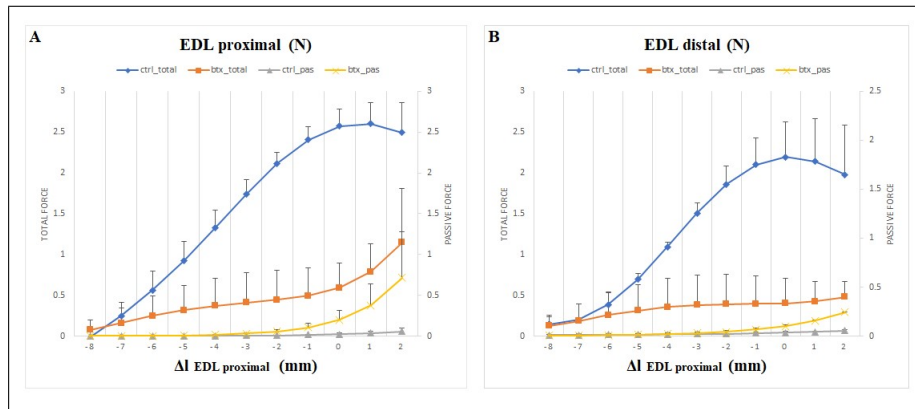 A
EDL proximal (N)
ctrl_total btx_total ctrl_pas btx_pas
3 3
2.5 2.5
2 2
1.5 1.5
1 1
0.5 0.5
0 0
TOTAL FORCE
PASSIVE FORCE
-8 -7 -6 -5 -4 -3 -2 -1 0 1 2
Δl EDL proximal (mm)
B
EDL distal (N)
ctrl_total btx_total ctrl_pas btx_pas
3 2.5
2.5 2
2 1.5
1.5 1
1 0.5
0.5 0
0
TOTAL FORCE
PASSIVE FORCE
-8 -7 -6 -5 -4 -3 -2 -1 0 1 2
Δl EDL proximal (mm)